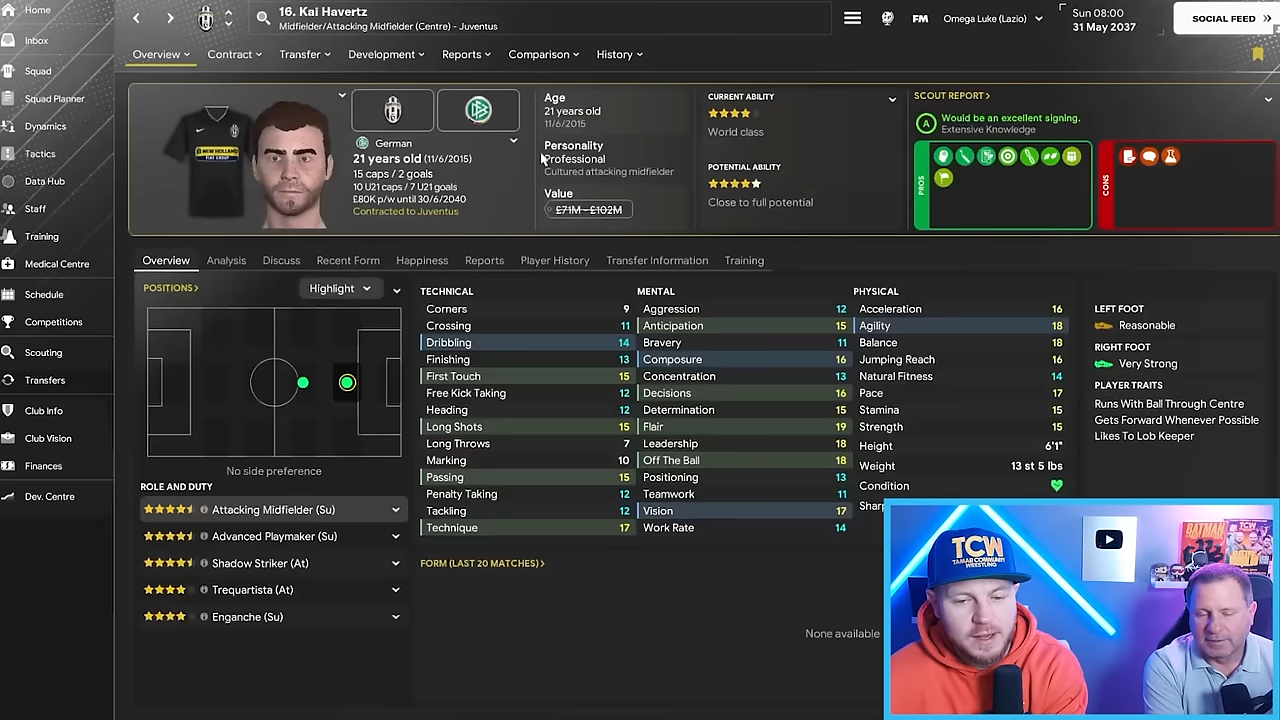 Home
Inbox
Squad
Squad Planner
Dynamics
Tactics
Data Hub
Staff
Training
Medical Centre
Schedule
Competitions
Scouting
Transfers
Club Info
Club Vision
Finances
Dev. Centre
16. Kai Havertz
Midfielder/Attacking Midfielder (Centre) - Juventus
FM
Omega Luke (Lazio)
Sun 08:00
31 May 2037
SOCIAL FEED
Overview
Contract
Transfer
Development
Reports
Comparison
History
NEW HOLLAND
German
21 years old (11/6/2015)
15 caps / 2 goals
10 U21 caps / 7 U21 goals
£80K p/w until 30/6/2040
Contracted to Juventus
Age
21 years old
11/6/2015
Personality
Professional
Cultured attacking midfielder
Value
£71M - £102M
CURRENT ABILITY
World class
POTENTIAL ABILITY
Close to full potential
SCOUT REPORT >
A
Would be an excellent signing.
Extensive Knowledge
PROS
CONS
Overview
Analysis
Discuss
Recent Form
Happiness
Reports
Player History
Transfer Information
Training
POSITIONS >
Highlight
No side preference
ROLE AND DUTY
Attacking Midfielder (Su)
Advanced Playmaker (Su)
Shadow Striker (At)
Trequartista (At)
Enganche (Su)
TECHNICAL
Corners 9
Crossing 11
Dribbling 14
Finishing 13
First Touch 15
Free Kick Taking 12
Heading 12
Long Shots 15
Long Throws 7
Marking 10
Passing 15
Penalty Taking 12
Tackling 12
Technique 17
MENTAL
Aggression 12
Anticipation 15
Bravery 11
Composure 16
Concentration 13
Decisions 16
Determination 15
Flair 19
Leadership 18
Off The Ball 18
Positioning 13
Teamwork 11
Vision 17
Work Rate 14
PHYSICAL
Acceleration 16
Agility 18
Balance 18
Jumping Reach 16
Natural Fitness 14
Pace 17
Stamina 15
Strength 15
Height 6'1"
Weight 13 st 5 lbs
Condition
Sharp
LEFT FOOT
Reasonable
RIGHT FOOT
Very Strong
PLAYER TRAITS
Runs With Ball Through Centre
Gets Forward Whenever Possible
Likes To Lob Keeper
FORM (LAST 20 MATCHES) >
None available
TCW
TAMAR COMMUNITY
WRESTLING
BATMAN
TCW